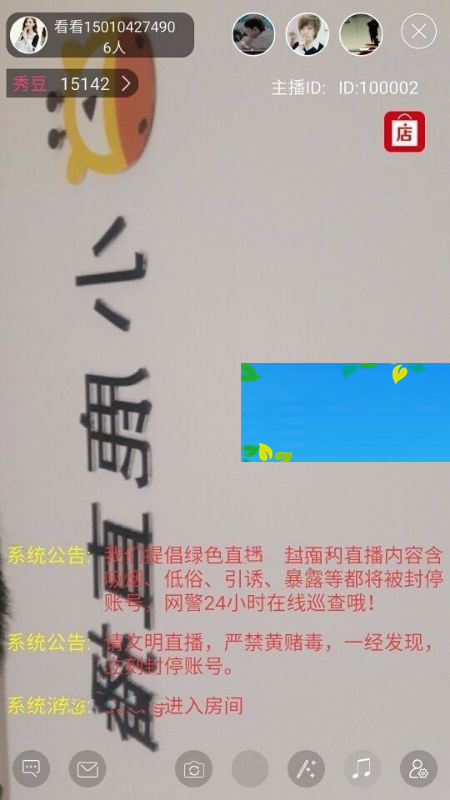 看看15010427490
6人
秀豆 15142
主播ID: ID:100002
店
小
直播
系统公告: 我们提倡绿色直播 封面和直播内容含
吸烟、低俗、引诱、暴露等都将被封停
账号, 网警24小时在线巡查哦!
系统公告: 请文明直播，严禁黄赌毒，一经发现，
立刻封停账号。
系统消息: 进入房间